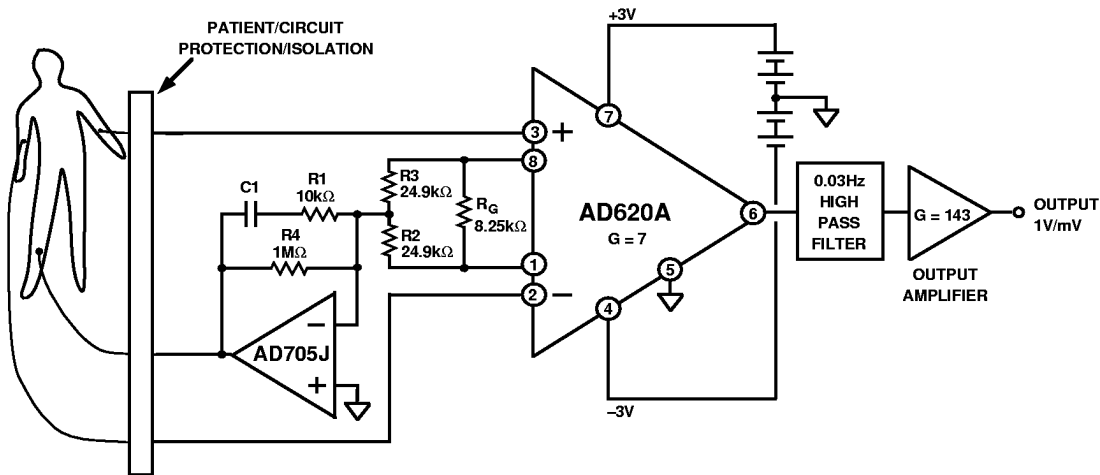 PATIENT/CIRCUIT
PROTECTION/ISOLATION
+3V
3
+
7
8
R3
24.9kΩ
C1
R1
10kΩ
RG
8.25kΩ
R4
1MΩ
R2
24.9kΩ
AD620A
G = 7
6
0.03Hz
HIGH
PASS
FILTER
G = 143
OUTPUT
1V/mV
OUTPUT
AMPLIFIER
1
2
–
5
4
–
AD705J
+
–3V